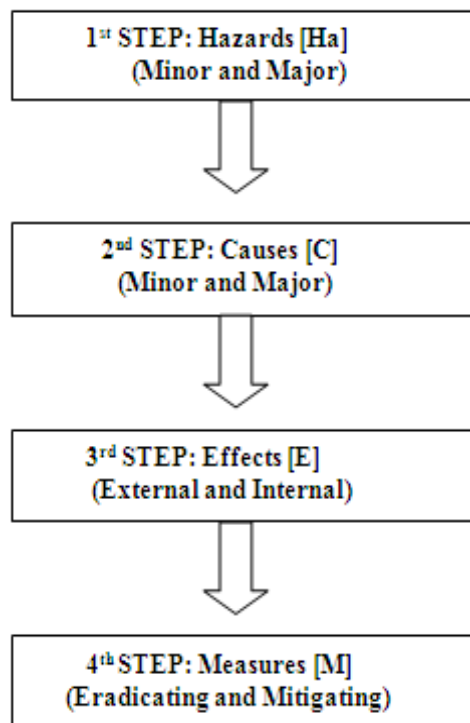 1st STEP: Hazards [Ha]
(Minor and Major)
2nd STEP: Causes [C]
(Minor and Major)
3rd STEP: Effects [E]
(External and Internal)
4th STEP: Measures [M]
(Eradicating and Mitigating)